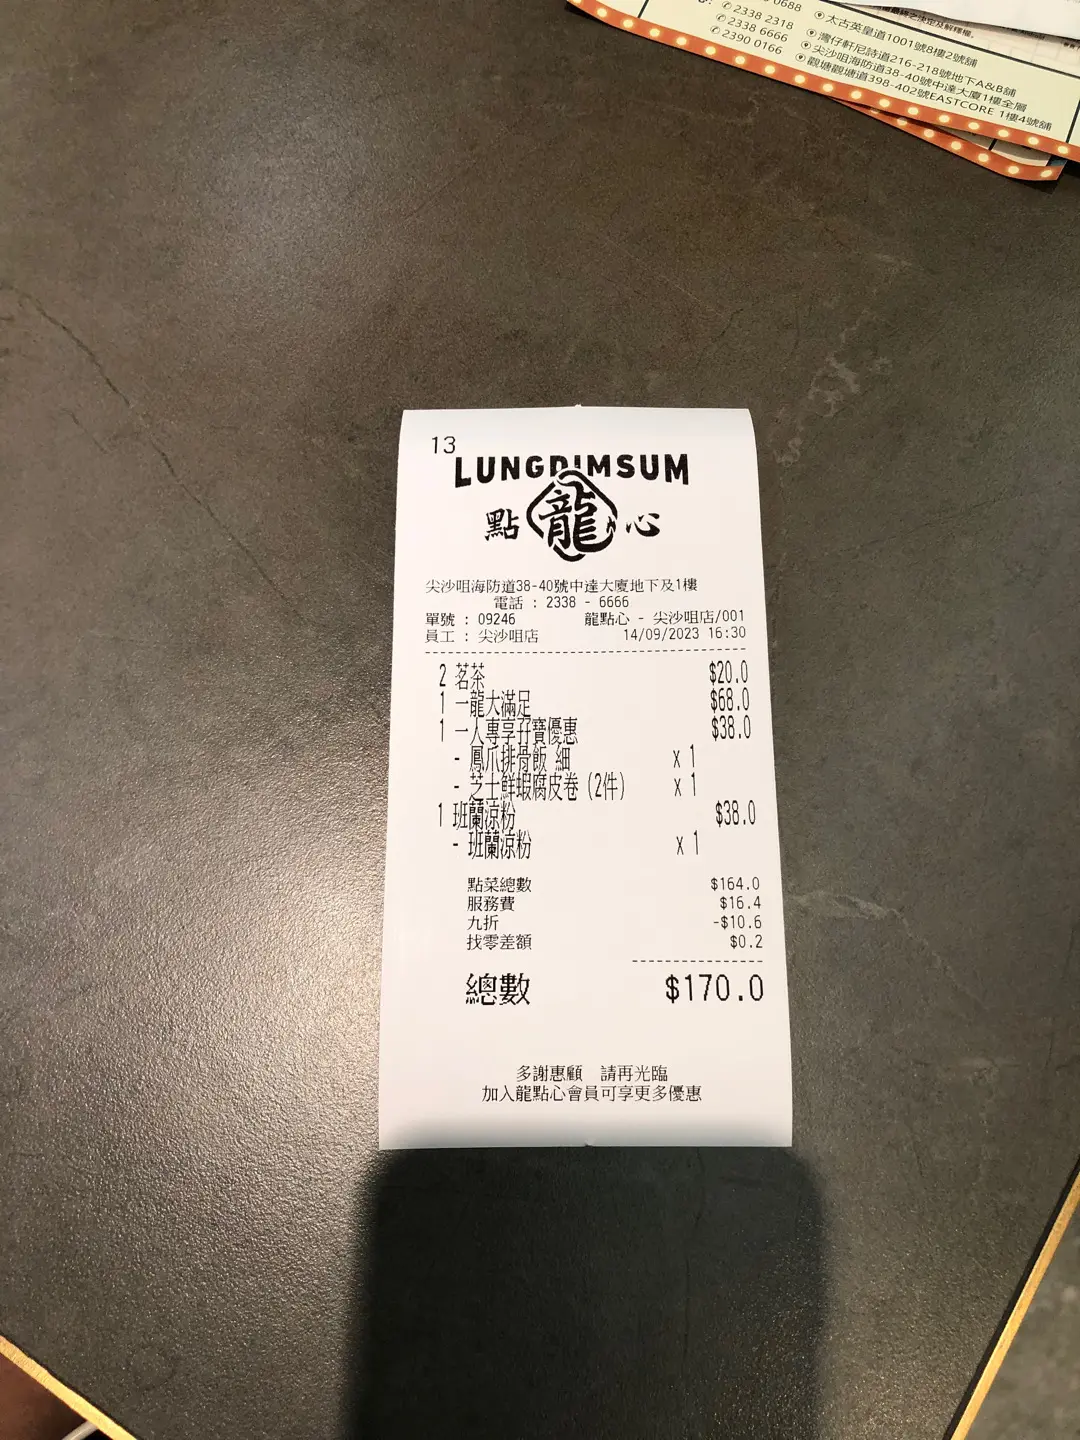 0688
2338 2318
2338 6666
2390 0166
太古英皇道1001號8樓2號舖
灣仔軒尼詩道216-218號地下A&B舖
尖沙咀海防道38-40號中達大廈1樓全層
觀塘觀塘道398-402號EASTCORE 1樓4號舖
13
LUNGDIMSUM
點龍心
尖沙咀海防道38-40號中達大廈地下及1樓
電話 : 2338 - 6666
單號 : 09246 龍點心 - 尖沙咀店/001
員工 : 尖沙咀店 14/09/2023 16:30
2 茗茶 $20.0
1 一龍大滿足 $68.0
1 一人專享孖寶優惠 $38.0
- 鳳爪排骨飯 細 x 1
- 芝士鮮蝦腐皮卷 (2件) x 1
1 班蘭涼粉 $38.0
- 班蘭涼粉 x 1
點菜總數 $164.0
服務費 $16.4
九折 -$10.6
找零差額 $0.2
總數 $170.0
多謝惠顧 請再光臨
加入龍點心會員可享更多優惠